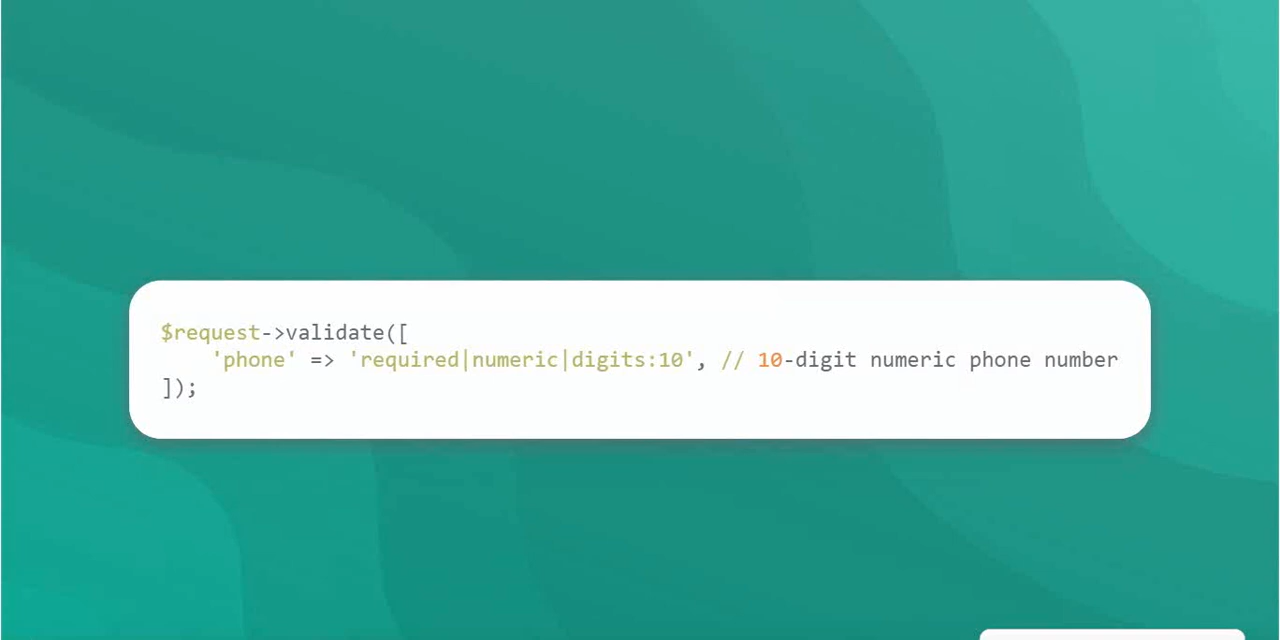 $request->validate([
    'phone' => 'required|numeric|digits:10', // 10-digit numeric phone number
]);